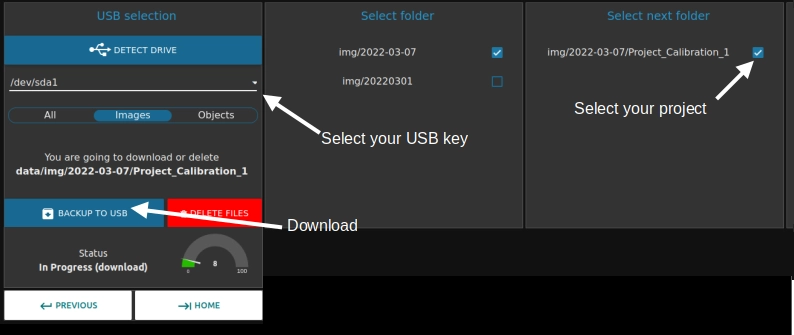 USB selection
DETECT DRIVE
/dev/sda1
All Images Objects
You are going to download or delete
data/img/2022-03-07/Project_Calibration_1
BACKUP TO USB DELETE FILES
Status
In Progress (download)
8
0 100
PREVIOUS HOME
Select folder
img/2022-03-07
img/20220301
Select your USB key
Download
Select next folder
img/2022-03-07/Project_Calibration_1
Select your project